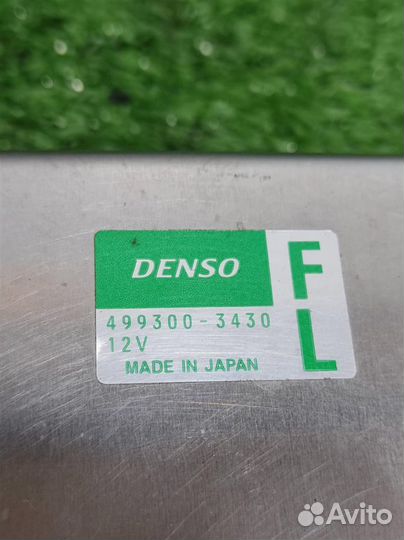 DENSO
F
499300-3430
12V
L
MADE IN JAPAN
Avito